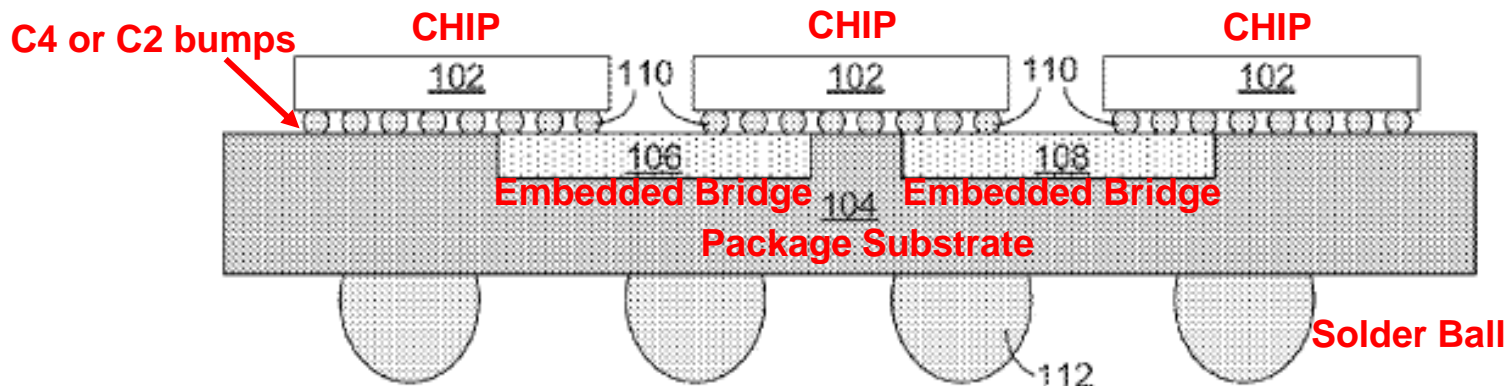 CHIP CHIP CHIP
C4 or C2 bumps
102 110 102 110 102
106 108
Embedded Bridge Embedded Bridge
104
Package Substrate
Solder Ball
112